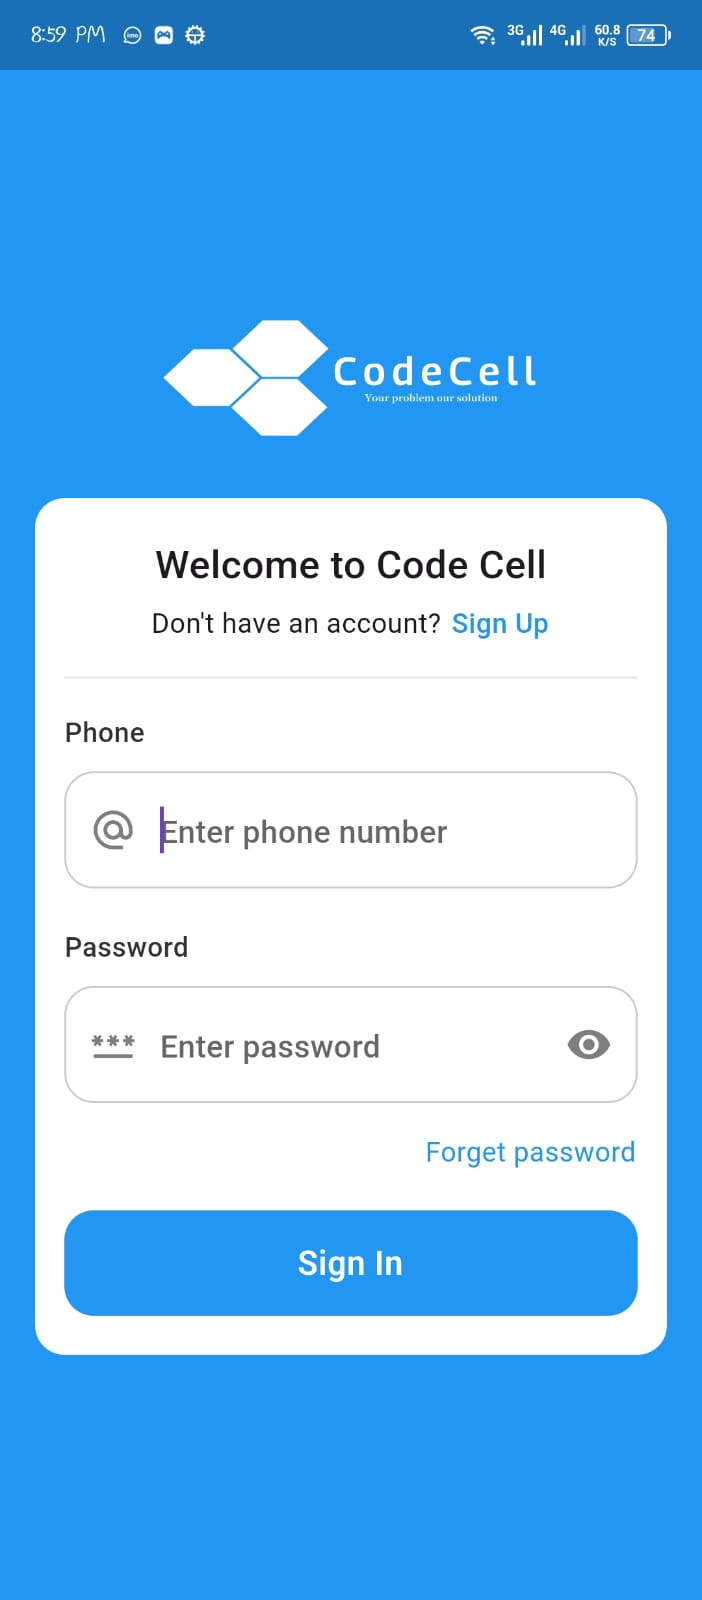 8:59 PM imo 3G 4G 60.8 K/S 74
CodeCell
Your problem our solution
Welcome to Code Cell
Don't have an account? Sign Up
Phone
Enter phone number
Password
*** Enter password
Forget password
Sign In